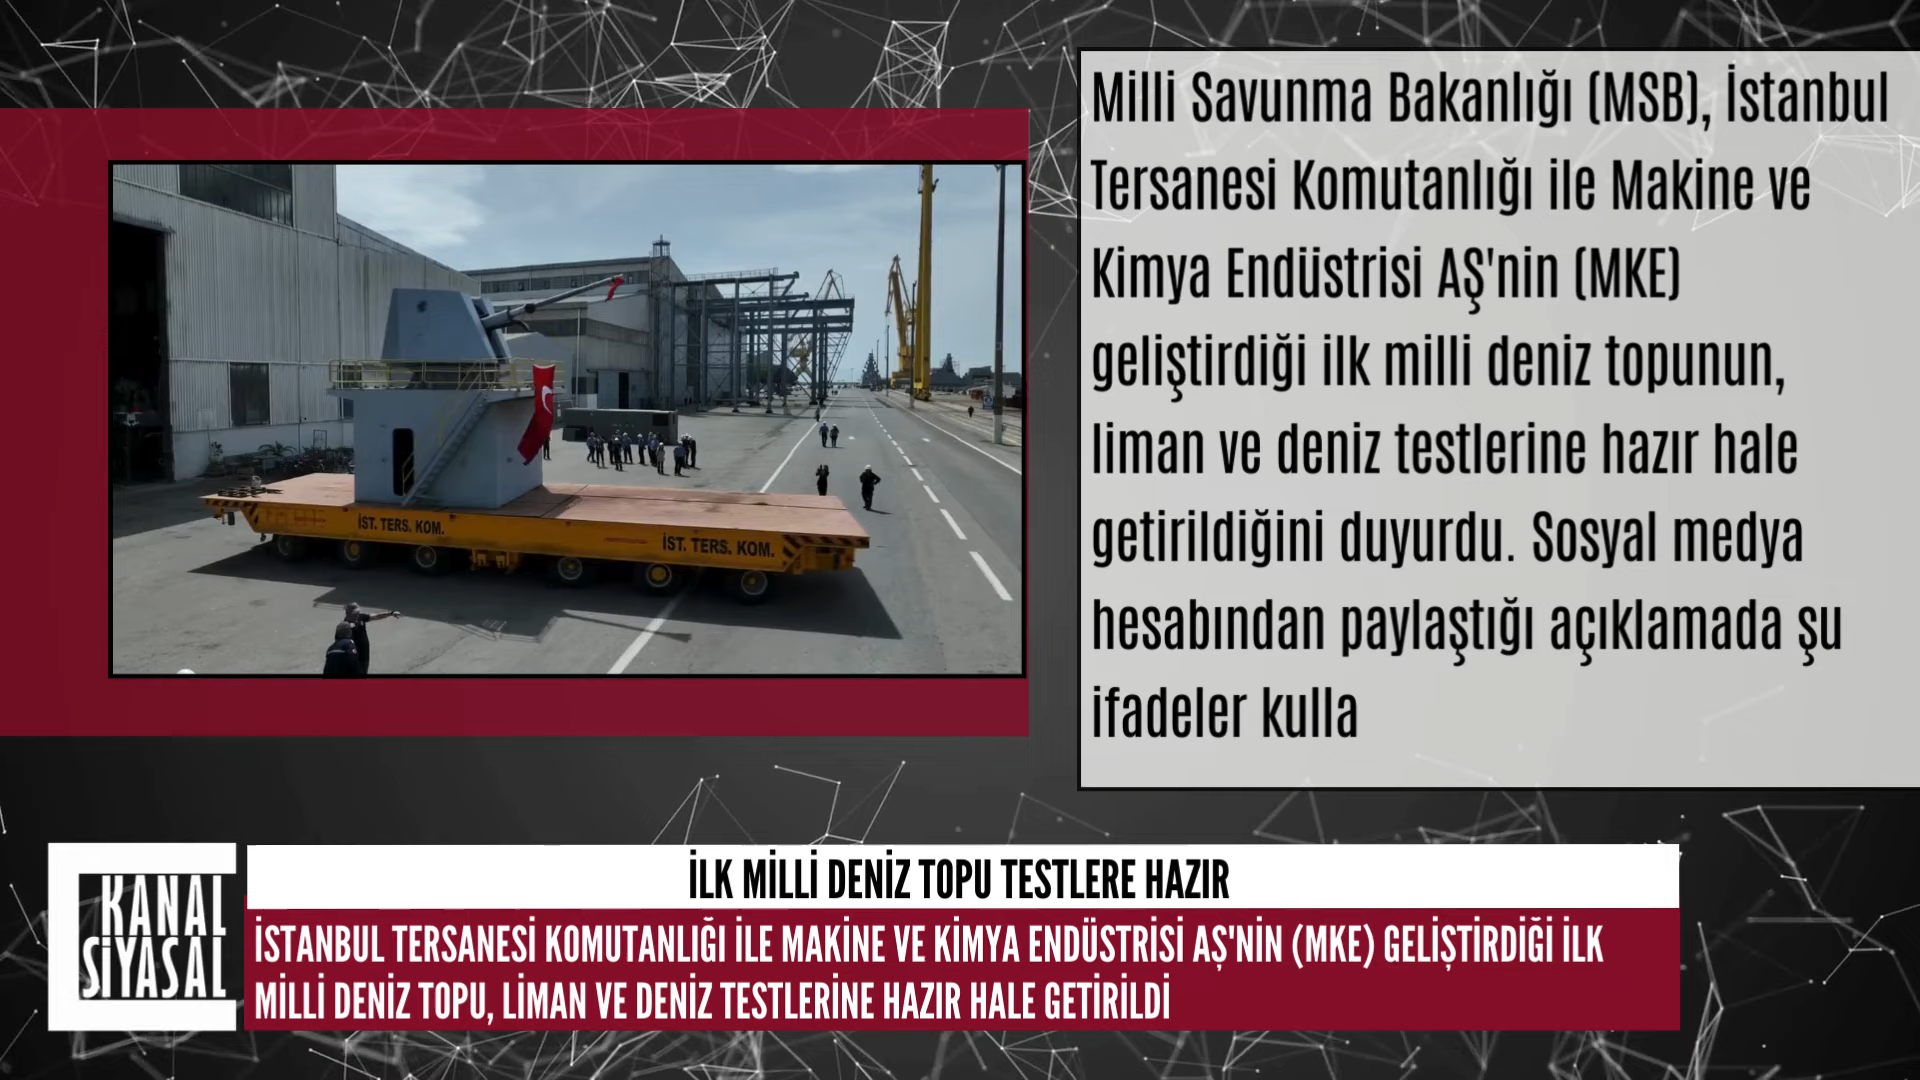 Milli Savunma Bakanlığı (MSB), İstanbul
Tersanesi Komutanlığı ile Makine ve
Kimya Endüstrisi AŞ'nin (MKE)
geliştirdiği ilk milli deniz topunun,
liman ve deniz testlerine hazır hale
getirildiğini duyurdu. Sosyal medya
hesabından paylaştığı açıklamada şu
ifadeler kulla
İST. TERS. KOM.
İST. TERS. KOM.
KANAL
SİYASAL
İLK MİLLİ DENİZ TOPU TESTLERE HAZIR
İSTANBUL TERSANESİ KOMUTANLIĞI İLE MAKİNE VE KİMYA ENDÜSTRİSİ AŞ'NİN (MKE) GELİŞTİRDİĞİ İLK
MİLLİ DENİZ TOPU, LİMAN VE DENİZ TESTLERİNE HAZIR HALE GETİRİLDİ